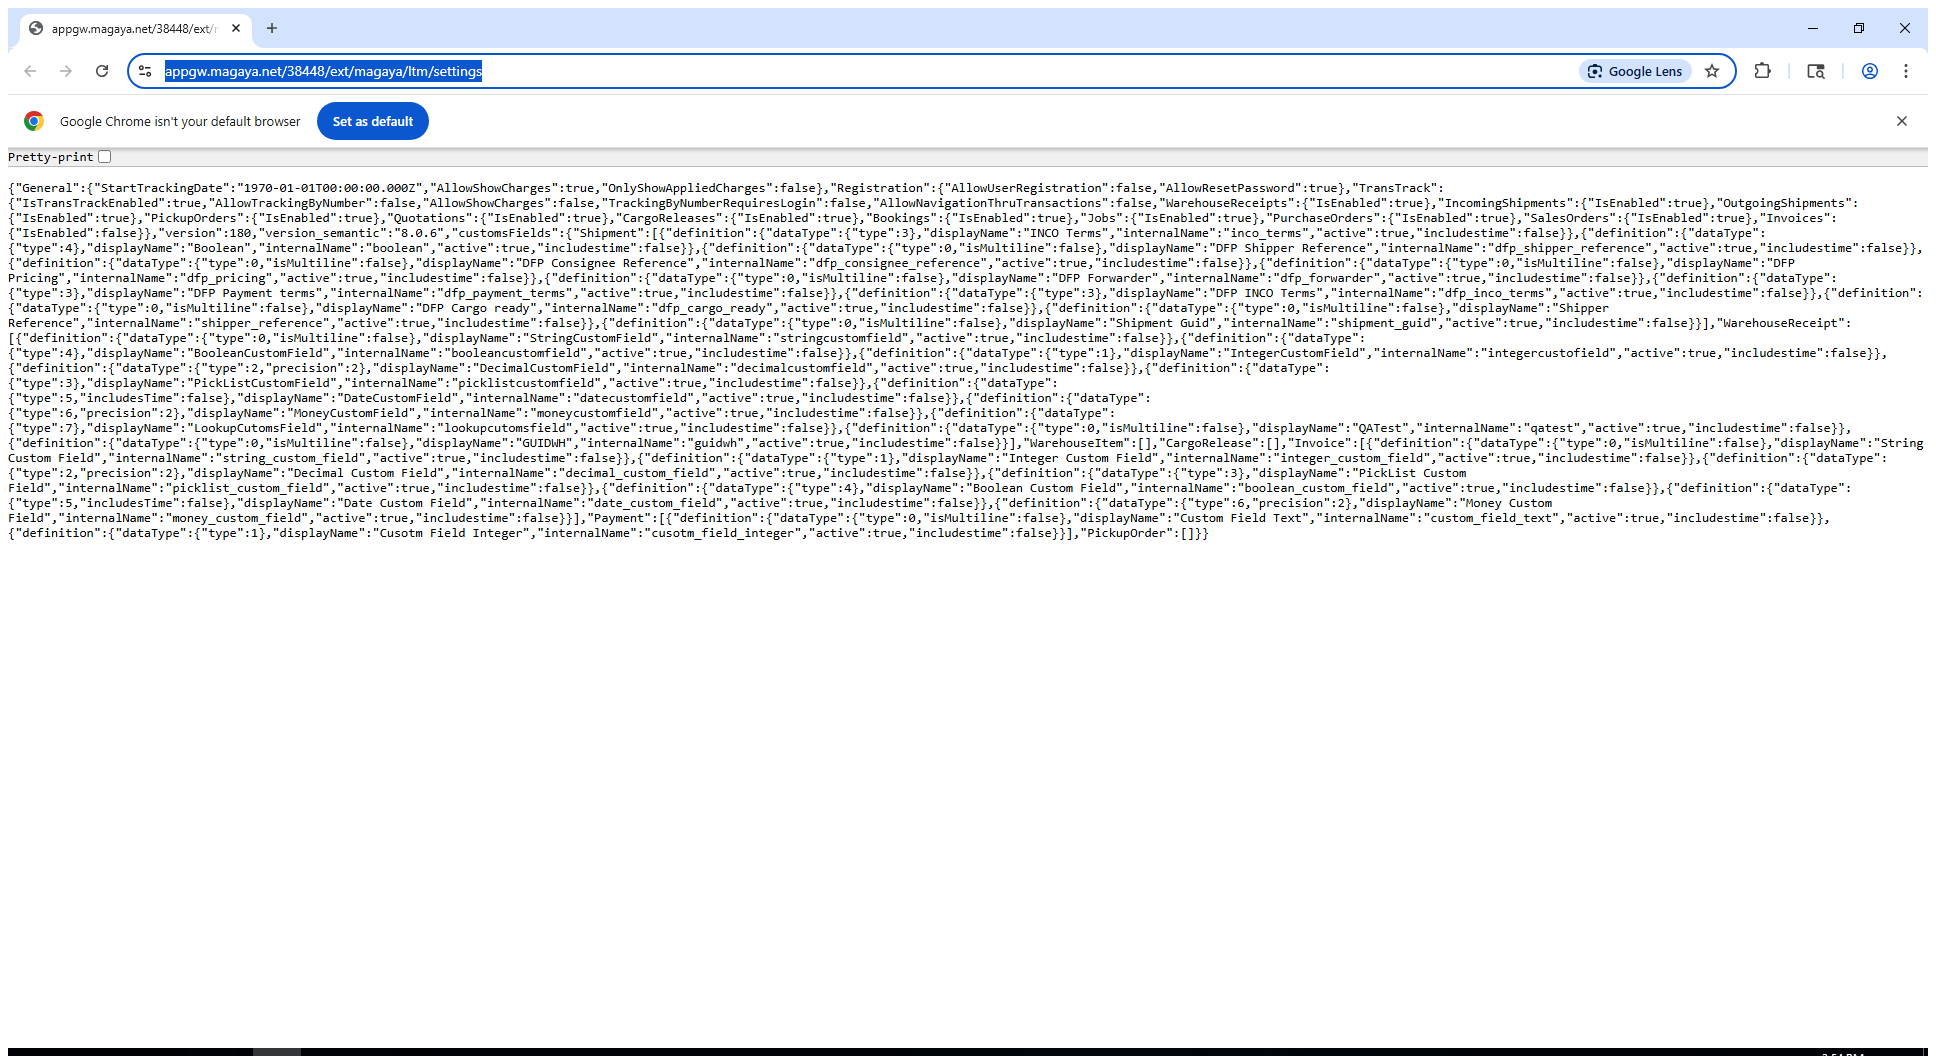 appgw.magaya.net/38448/ext/
appgw.magaya.net/38448/ext/magaya/ltm/settings
Google Lens
Google Chrome isn't your default browser
Set as default
Pretty-print
{"General":{"StartTrackingDate":"1970-01-01T00:00:00.000Z","AllowShowCharges":true,"OnlyShowAppliedCharges":false},"Registration":{"AllowUserRegistration":false,"AllowResetPassword":true},"TransTrack":
{"IsTransTrackEnabled":true,"AllowTrackingByNumber":false,"AllowShowCharges":false,"TrackingByNumberRequiresLogin":false,"AllowNavigationThruTransactions":false,"WarehouseReceipts":{"IsEnabled":true},"IncomingShipments":{"IsEnabled":true},"OutgoingShipments":
{"IsEnabled":true},"PickupOrders":{"IsEnabled":true},"Quotations":{"IsEnabled":true},"CargoReleases":{"IsEnabled":true},"Bookings":{"IsEnabled":true},"Jobs":{"IsEnabled":true},"PurchaseOrders":{"IsEnabled":true},"SalesOrders":{"IsEnabled":true},"Invoices":
{"IsEnabled":false}},"version":180,"version_semantic":"8.0.6","customsFields":{"Shipment":[{"definition":{"dataType":{"type":3},"displayName":"INCO Terms","internalName":"inco_terms","active":true,"includestime":false}},{"definition":{"dataType":
{"type":4},"displayName":"Boolean","internalName":"boolean","active":true,"includestime":false}},{"definition":{"dataType":{"type":0,"isMultiline":false},"displayName":"DFP Shipper Reference","internalName":"dfp_shipper_reference","active":true,"includestime":false}},
{"definition":{"dataType":{"type":0,"isMultiline":false},"displayName":"DFP Consignee Reference","internalName":"dfp_consignee_reference","active":true,"includestime":false}},{"definition":{"dataType":{"type":0,"isMultiline":false},"displayName":"DFP
Pricing","internalName":"dfp_pricing","active":true,"includestime":false}},{"definition":{"dataType":{"type":0,"isMultiline":false},"displayName":"DFP Forwarder","internalName":"dfp_forwarder","active":true,"includestime":false}},{"definition":{"dataType":
{"type":3},"displayName":"DFP Payment terms","internalName":"dfp_payment_terms","active":true,"includestime":false}},{"definition":{"dataType":{"type":3},"displayName":"DFP INCO Terms","internalName":"dfp_inco_terms","active":true,"includestime":false}},{"definition":
{"dataType":{"type":0,"isMultiline":false},"displayName":"DFP Cargo ready","internalName":"dfp_cargo_ready","active":true,"includestime":false}},{"definition":{"dataType":{"type":0,"isMultiline":false},"displayName":"Shipper
Reference","internalName":"shipper_reference","active":true,"includestime":false}},{"definition":{"dataType":{"type":0,"isMultiline":false},"displayName":"Shipment Guid","internalName":"shipment_guid","active":true,"includestime":false}}],"WarehouseReceipt":
[{"definition":{"dataType":{"type":0,"isMultiline":false},"displayName":"StringCustomField","internalName":"stringcustomfield","active":true,"includestime":false}},{"definition":{"dataType":
{"type":4},"displayName":"BooleanCustomField","internalName":"booleancustomfield","active":true,"includestime":false}},{"definition":{"dataType":{"type":1},"displayName":"IntegerCustomField","internalName":"integercustofield","active":true,"includestime":false}},
{"definition":{"dataType":{"type":2,"precision":2},"displayName":"DecimalCustomField","internalName":"decimalcustomfield","active":true,"includestime":false}},{"definition":{"dataType":
{"type":3},"displayName":"PickListCustomField","internalName":"picklistcustomfield","active":true,"includestime":false}},{"definition":{"dataType":
{"type":5,"includesTime":false},"displayName":"DateCustomField","internalName":"datecustomfield","active":true,"includestime":false}},{"definition":{"dataType":
{"type":6,"precision":2},"displayName":"MoneyCustomField","internalName":"moneycustomfield","active":true,"includestime":false}},{"definition":{"dataType":
{"type":7},"displayName":"LookupCutomsField","internalName":"lookupcutomsfield","active":true,"includestime":false}},{"definition":{"dataType":{"type":0,"isMultiline":false},"displayName":"QATest","internalName":"qatest","active":true,"includestime":false}},
{"definition":{"dataType":{"type":0,"isMultiline":false},"displayName":"GUIDWH","internalName":"guidwh","active":true,"includestime":false}}],"WarehouseItem":[],"CargoRelease":[],"Invoice":[{"definition":{"dataType":{"type":0,"isMultiline":false},"displayName":"String
Custom Field","internalName":"string_custom_field","active":true,"includestime":false}},{"definition":{"dataType":{"type":1},"displayName":"Integer Custom Field","internalName":"integer_custom_field","active":true,"includestime":false}},{"definition":{"dataType":
{"type":2,"precision":2},"displayName":"Decimal Custom Field","internalName":"decimal_custom_field","active":true,"includestime":false}},{"definition":{"dataType":{"type":3},"displayName":"PickList Custom
Field","internalName":"picklist_custom_field","active":true,"includestime":false}},{"definition":{"dataType":{"type":4},"displayName":"Boolean Custom Field","internalName":"boolean_custom_field","active":true,"includestime":false}},{"definition":{"dataType":
{"type":5,"includesTime":false},"displayName":"Date Custom Field","internalName":"date_custom_field","active":true,"includestime":false}},{"definition":{"dataType":{"type":6,"precision":2},"displayName":"Money Custom
Field","internalName":"money_custom_field","active":true,"includestime":false}}],"Payment":[{"definition":{"dataType":{"type":0,"isMultiline":false},"displayName":"Custom Field Text","internalName":"custom_field_text","active":true,"includestime":false}},
{"definition":{"dataType":{"type":1},"displayName":"Cusotm Field Integer","internalName":"cusotm_field_integer","active":true,"includestime":false}}],"PickupOrder":[]}}